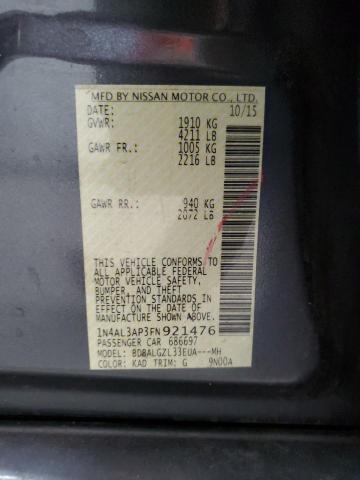 MFD BY NISSAN MOTOR CO., LTD.
DATE: 10/15
GVWR: 1910 KG
4211 LB
GAWR FR.: 1005 KG
2216 LB
GAWR RR.: 940 KG
2072 LB
THIS VEHICLE CONFORMS TO
ALL APPLICABLE FEDERAL
MOTOR VEHICLE SAFETY,
BUMPER, AND THEFT
PREVENTION STANDARDS
IN EFFECT ON THE DATE OF
MANUFACTURE SHOWN ABOVE.
1N4AL3AP3FN921476
PASSENGER CAR 686697
MODEL: BDBALGZL33EUA---MH
COLOR: KAD TRIM: G 9N00A